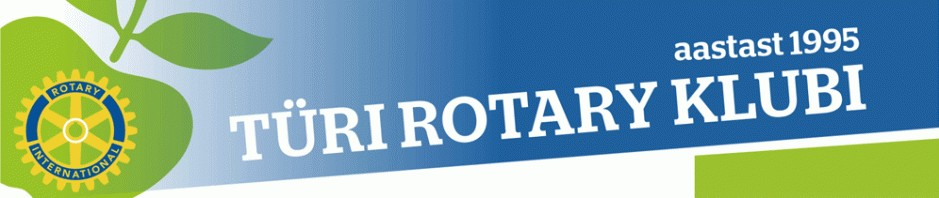 aastast 1995
TÜRI ROTARY KLUBI
ROTARY
INTERNATIONAL